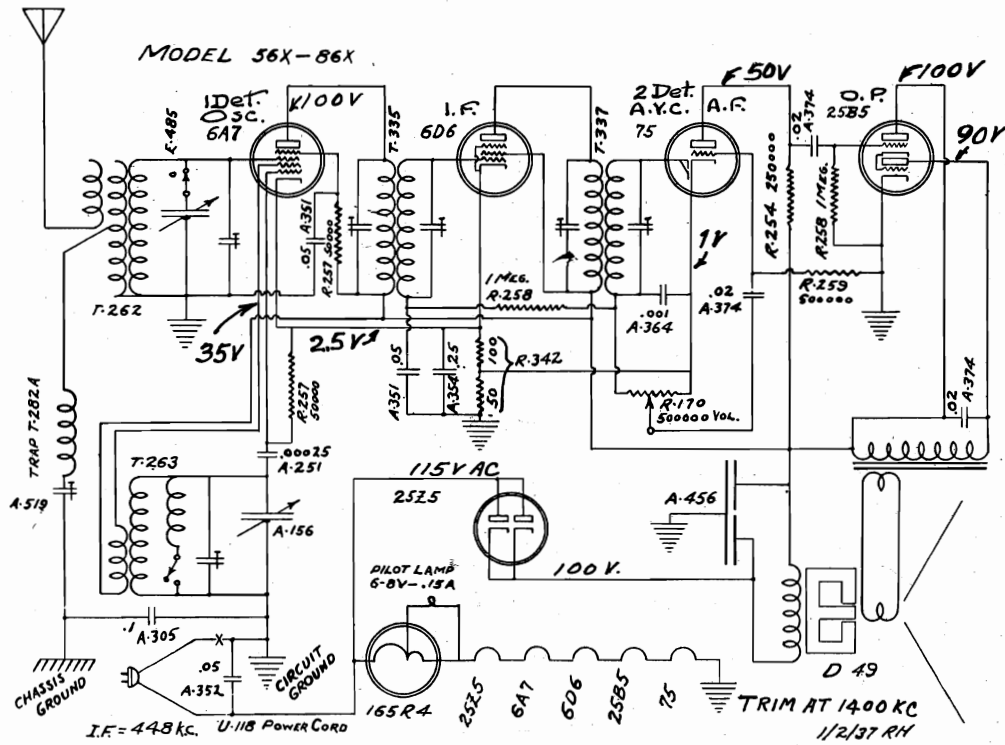 MODEL 56X-86X
1 Det.
Osc.
6A7
100V
E.485
T.335
I.F.
6D6
T.337
2 Det.
A.V.C.
75
A.F.
50V
.02
A.374
O.P.
25B5
100V
90V
R.254 250000
R.258 1 MEG.
.05 A.351
R.257 50000
1 MEG.
R.258
1V
.001
A.364
.02
A.374
R.259
500000
T.262
35V
2.5V
R.257
50000
.05
A.351
.25
A.354
100
50
R.342
R.170
500000 VOL.
.02
A.374
TRAP T.282A
A.519
T.263
.00025
A.251
A.156
115V AC
25Z5
A.456
100 V.
PILOT LAMP
6-8V-.15A
.1
A.305
CHASSIS
GROUND
.05
A.352
CIRCUIT
GROUND
165R4
25Z5
6A7
6D6
25B5
75
D 49
TRIM AT 1400 KC
1/2/37 RH
I.F. = 448 KC.
U.118 POWER CORD